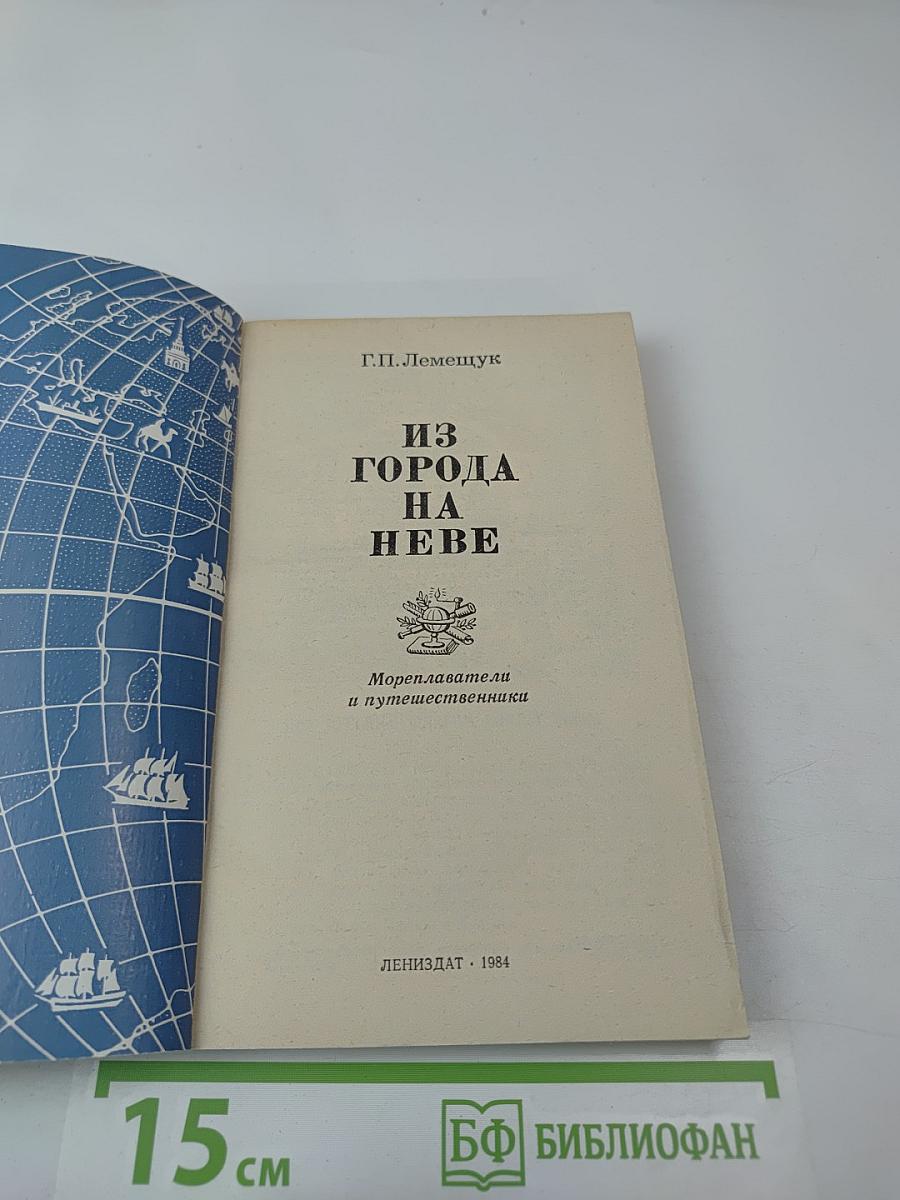 Г.П.Лемещук
ИЗ
ГОРОДА
НА
НЕВЕ
Мореплаватели
и путешественники
ЛЕНИЗДАТ · 1984
15 см
БФ БИБЛИОФАН